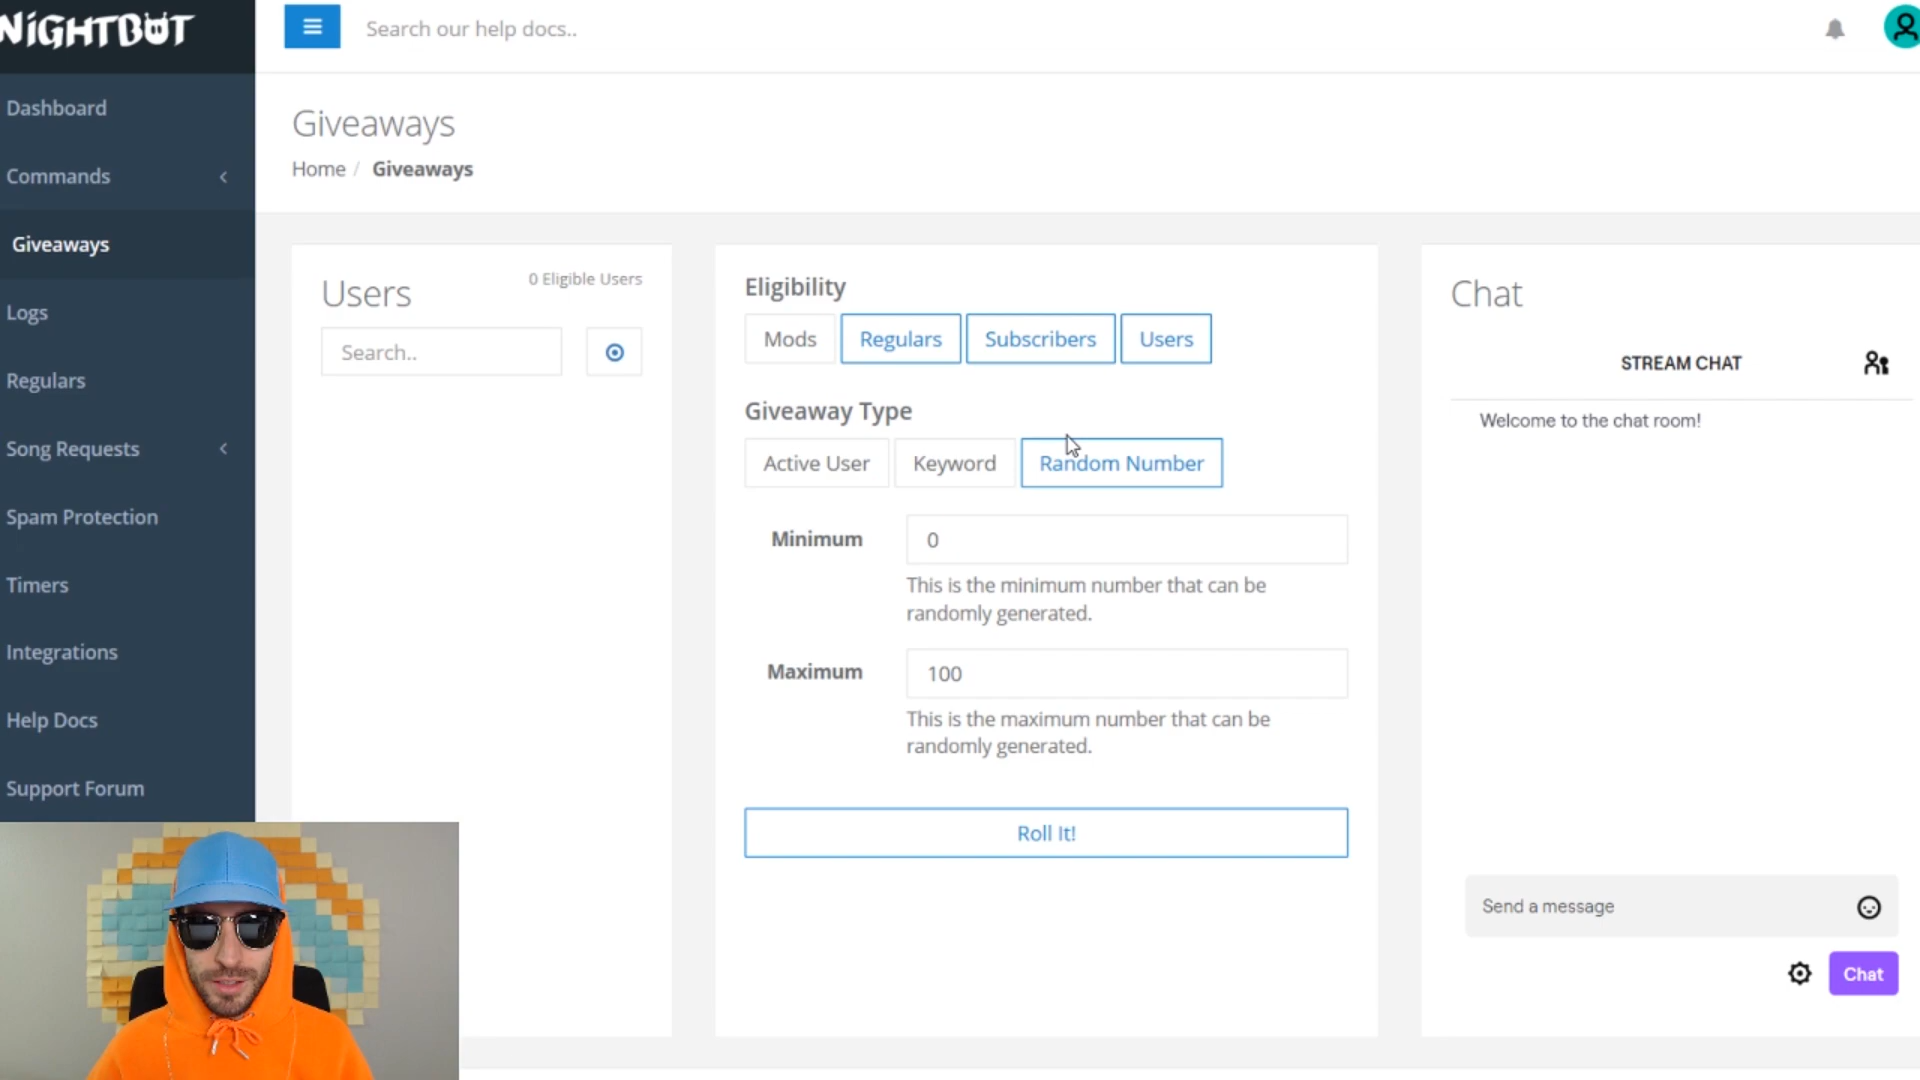 NiGHTBOT
Search our help docs..
Dashboard
Commands
Giveaways
Logs
Regulars
Song Requests
Spam Protection
Timers
Integrations
Help Docs
Support Forum
Giveaways
Home / Giveaways
Users
0 Eligible Users
Search..
Eligibility
Mods Regulars Subscribers Users
Giveaway Type
Active User Keyword Random Number
Minimum 0
This is the minimum number that can be
randomly generated.
Maximum 100
This is the maximum number that can be
randomly generated.
Roll It!
Chat
STREAM CHAT
Welcome to the chat room!
Send a message
Chat